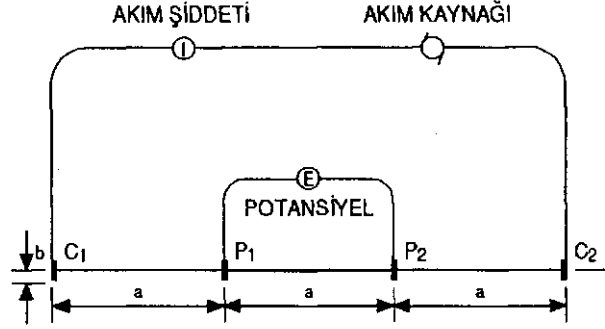 AKIM ŞİDDETİ AKIM KAYNAĞI
I
E
POTANSİYEL
b C1 P1 P2 C2
a a a